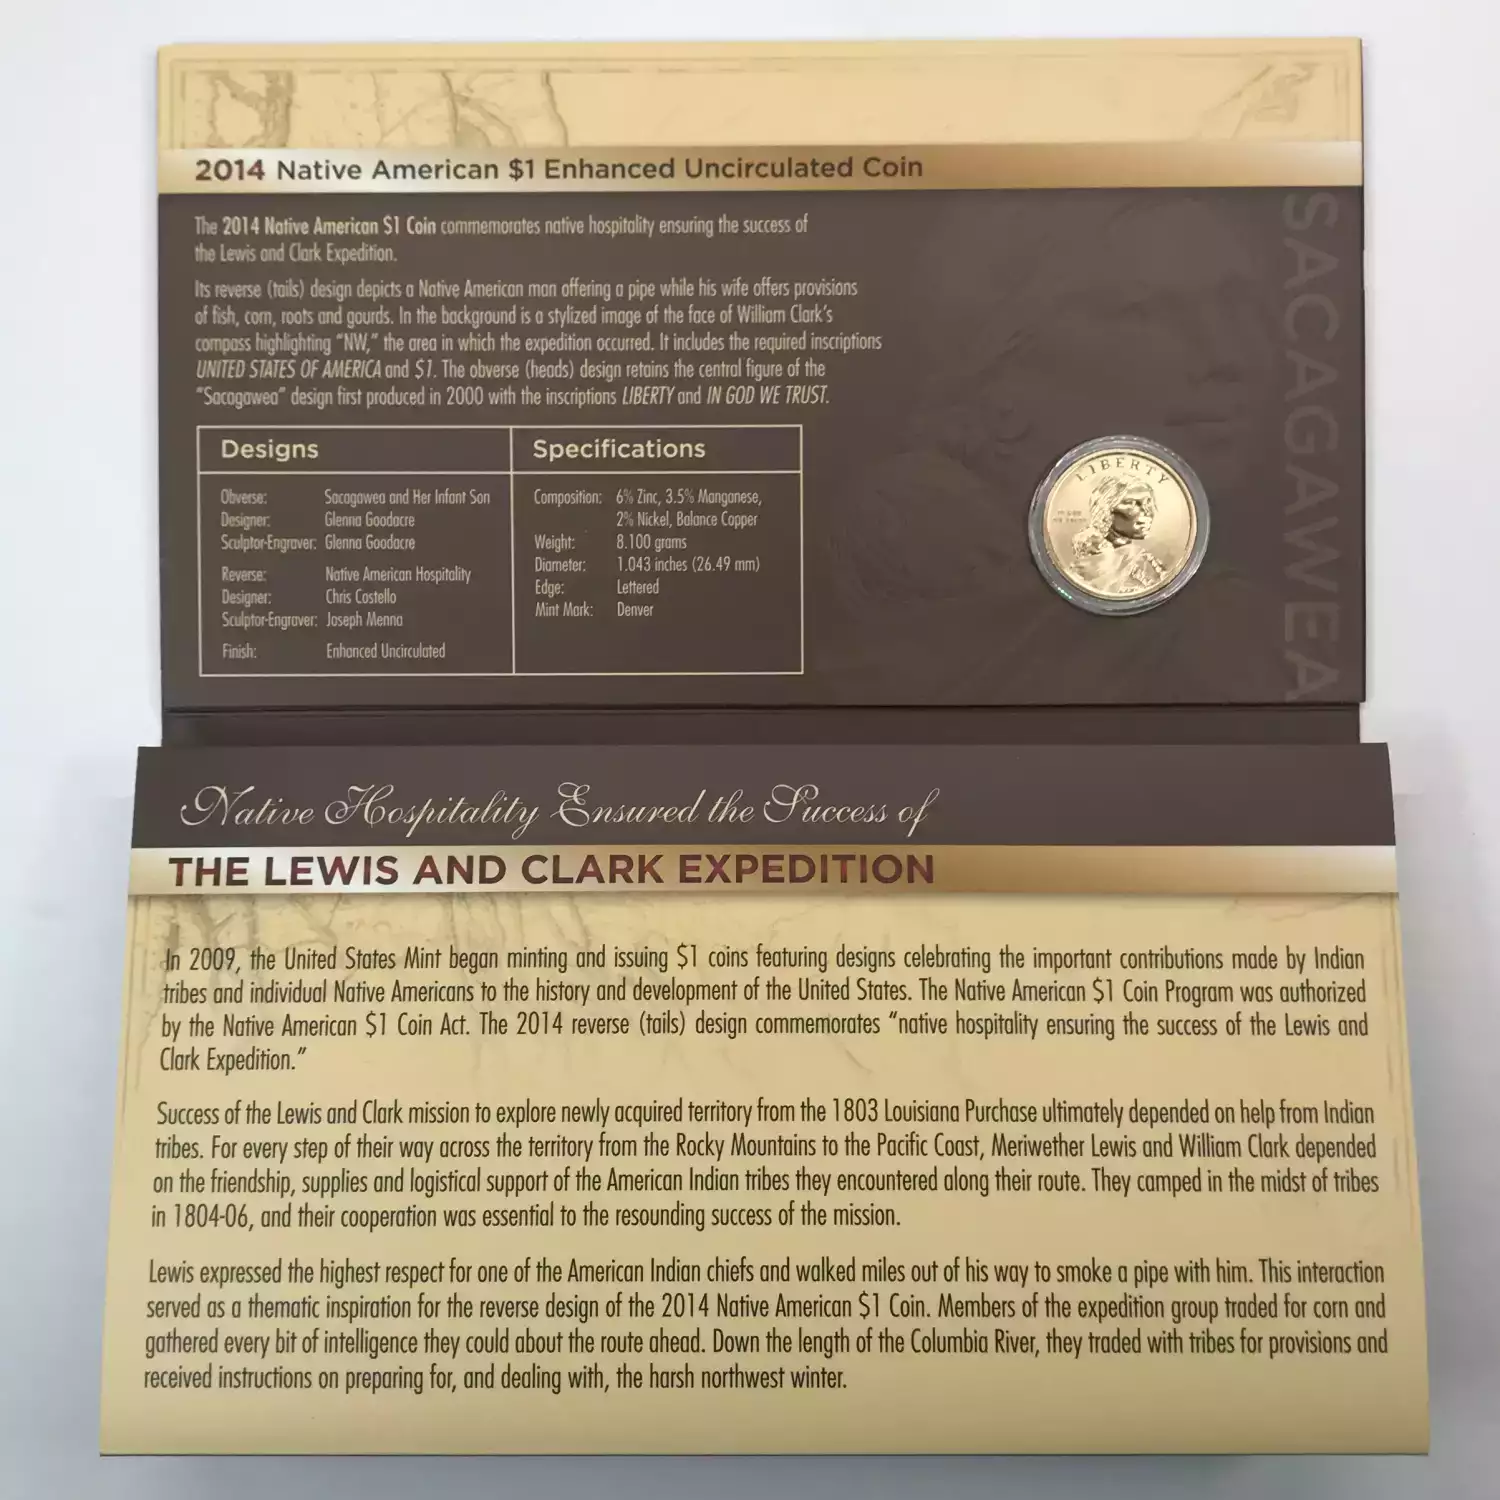 2014 Native American $1 Enhanced Uncirculated Coin
The 2014 Native American $1 Coin commemorates native hospitality ensuring the success of
the Lewis and Clark Expedition.
Its reverse (tails) design depicts a Native American man offering a pipe while his wife offers provisions
of fish, corn, roots and gourds. In the background is a stylized image of the face of William Clark's
compass highlighting "NW," the area in which the expedition occurred. It includes the required inscriptions
UNITED STATES OF AMERICA and $1. The obverse (heads) design retains the central figure of the
"Sacagawea" design first produced in 2000 with the inscriptions LIBERTY and IN GOD WE TRUST.
Designs
Obverse: Sacagawea and Her Infant Son
Designer: Glenna Goodacre
Sculptor-Engraver: Glenna Goodacre
Reverse: Native American Hospitality
Designer: Chris Costello
Sculptor-Engraver: Joseph Menna
Finish: Enhanced Uncirculated
Specifications
Composition: 6% Zinc, 3.5% Manganese,
2% Nickel, Balance Copper
Weight: 8.100 grams
Diameter: 1.043 inches (26.49 mm)
Edge: Lettered
Mint Mark: Denver
LIBERTY
IN GOD
WE TRUST
SACAGAWEA
Native Hospitality Ensured the Success of
THE LEWIS AND CLARK EXPEDITION
In 2009, the United States Mint began minting and issuing $1 coins featuring designs celebrating the important contributions made by Indian
tribes and individual Native Americans to the history and development of the United States. The Native American $1 Coin Program was authorized
by the Native American $1 Coin Act. The 2014 reverse (tails) design commemorates "native hospitality ensuring the success of the Lewis and
Clark Expedition."
Success of the Lewis and Clark mission to explore newly acquired territory from the 1803 Louisiana Purchase ultimately depended on help from Indian
tribes. For every step of their way across the territory from the Rocky Mountains to the Pacific Coast, Meriwether Lewis and William Clark depended
on the friendship, supplies and logistical support of the American Indian tribes they encountered along their route. They camped in the midst of tribes
in 1804-06, and their cooperation was essential to the resounding success of the mission.
Lewis expressed the highest respect for one of the American Indian chiefs and walked miles out of his way to smoke a pipe with him. This interaction
served as a thematic inspiration for the reverse design of the 2014 Native American $1 Coin. Members of the expedition group traded for corn and
gathered every bit of intelligence they could about the route ahead. Down the length of the Columbia River, they traded with tribes for provisions and
received instructions on preparing for, and dealing with, the harsh northwest winter.